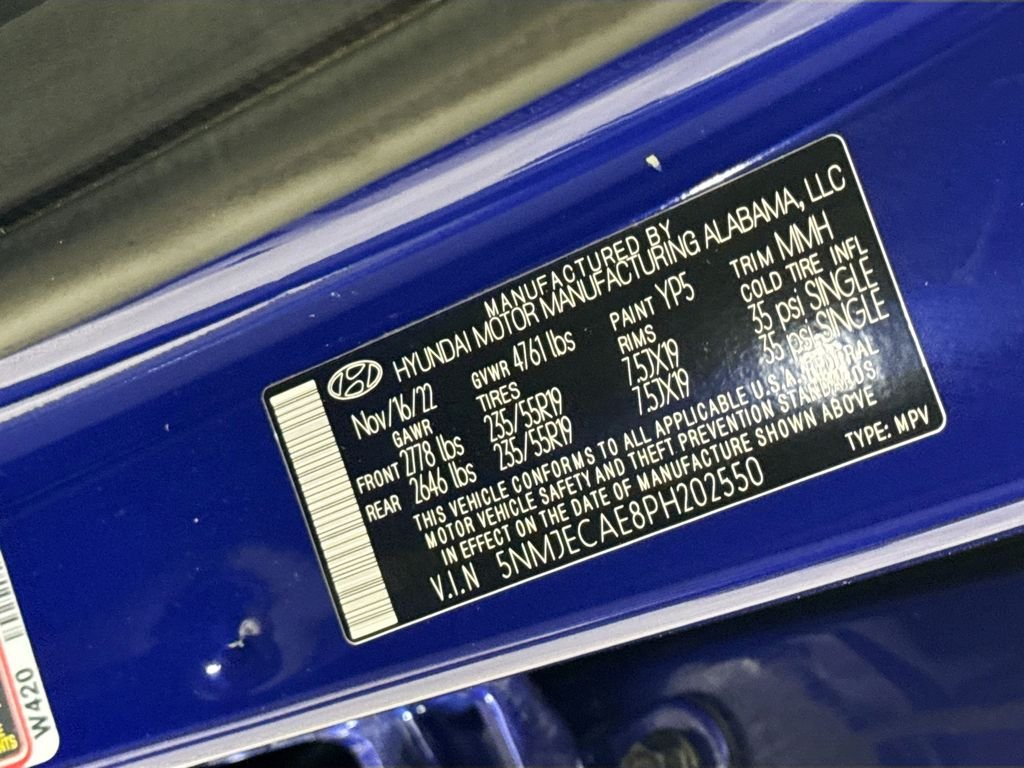 MANUFACTURED BY
HYUNDAI MOTOR MANUFACTURING ALABAMA, LLC
Nov/16/22 GVWR 4761 lbs PAINT YP5 TRIM MMH
GAWR TIRES RIMS COLD TIRE INFL
FRONT 2778 lbs 235/55R19 7.5JX19 35 psi SINGLE
REAR 2646 lbs 235/55R19 7.5JX19 35 psi SINGLE
THIS VEHICLE CONFORMS TO ALL APPLICABLE U.S.A. FEDERAL
MOTOR VEHICLE SAFETY AND THEFT PREVENTION STANDARDS
IN EFFECT ON THE DATE OF MANUFACTURE SHOWN ABOVE
V.I.N 5NMJECAE8PH202550 TYPE: MPV
W420